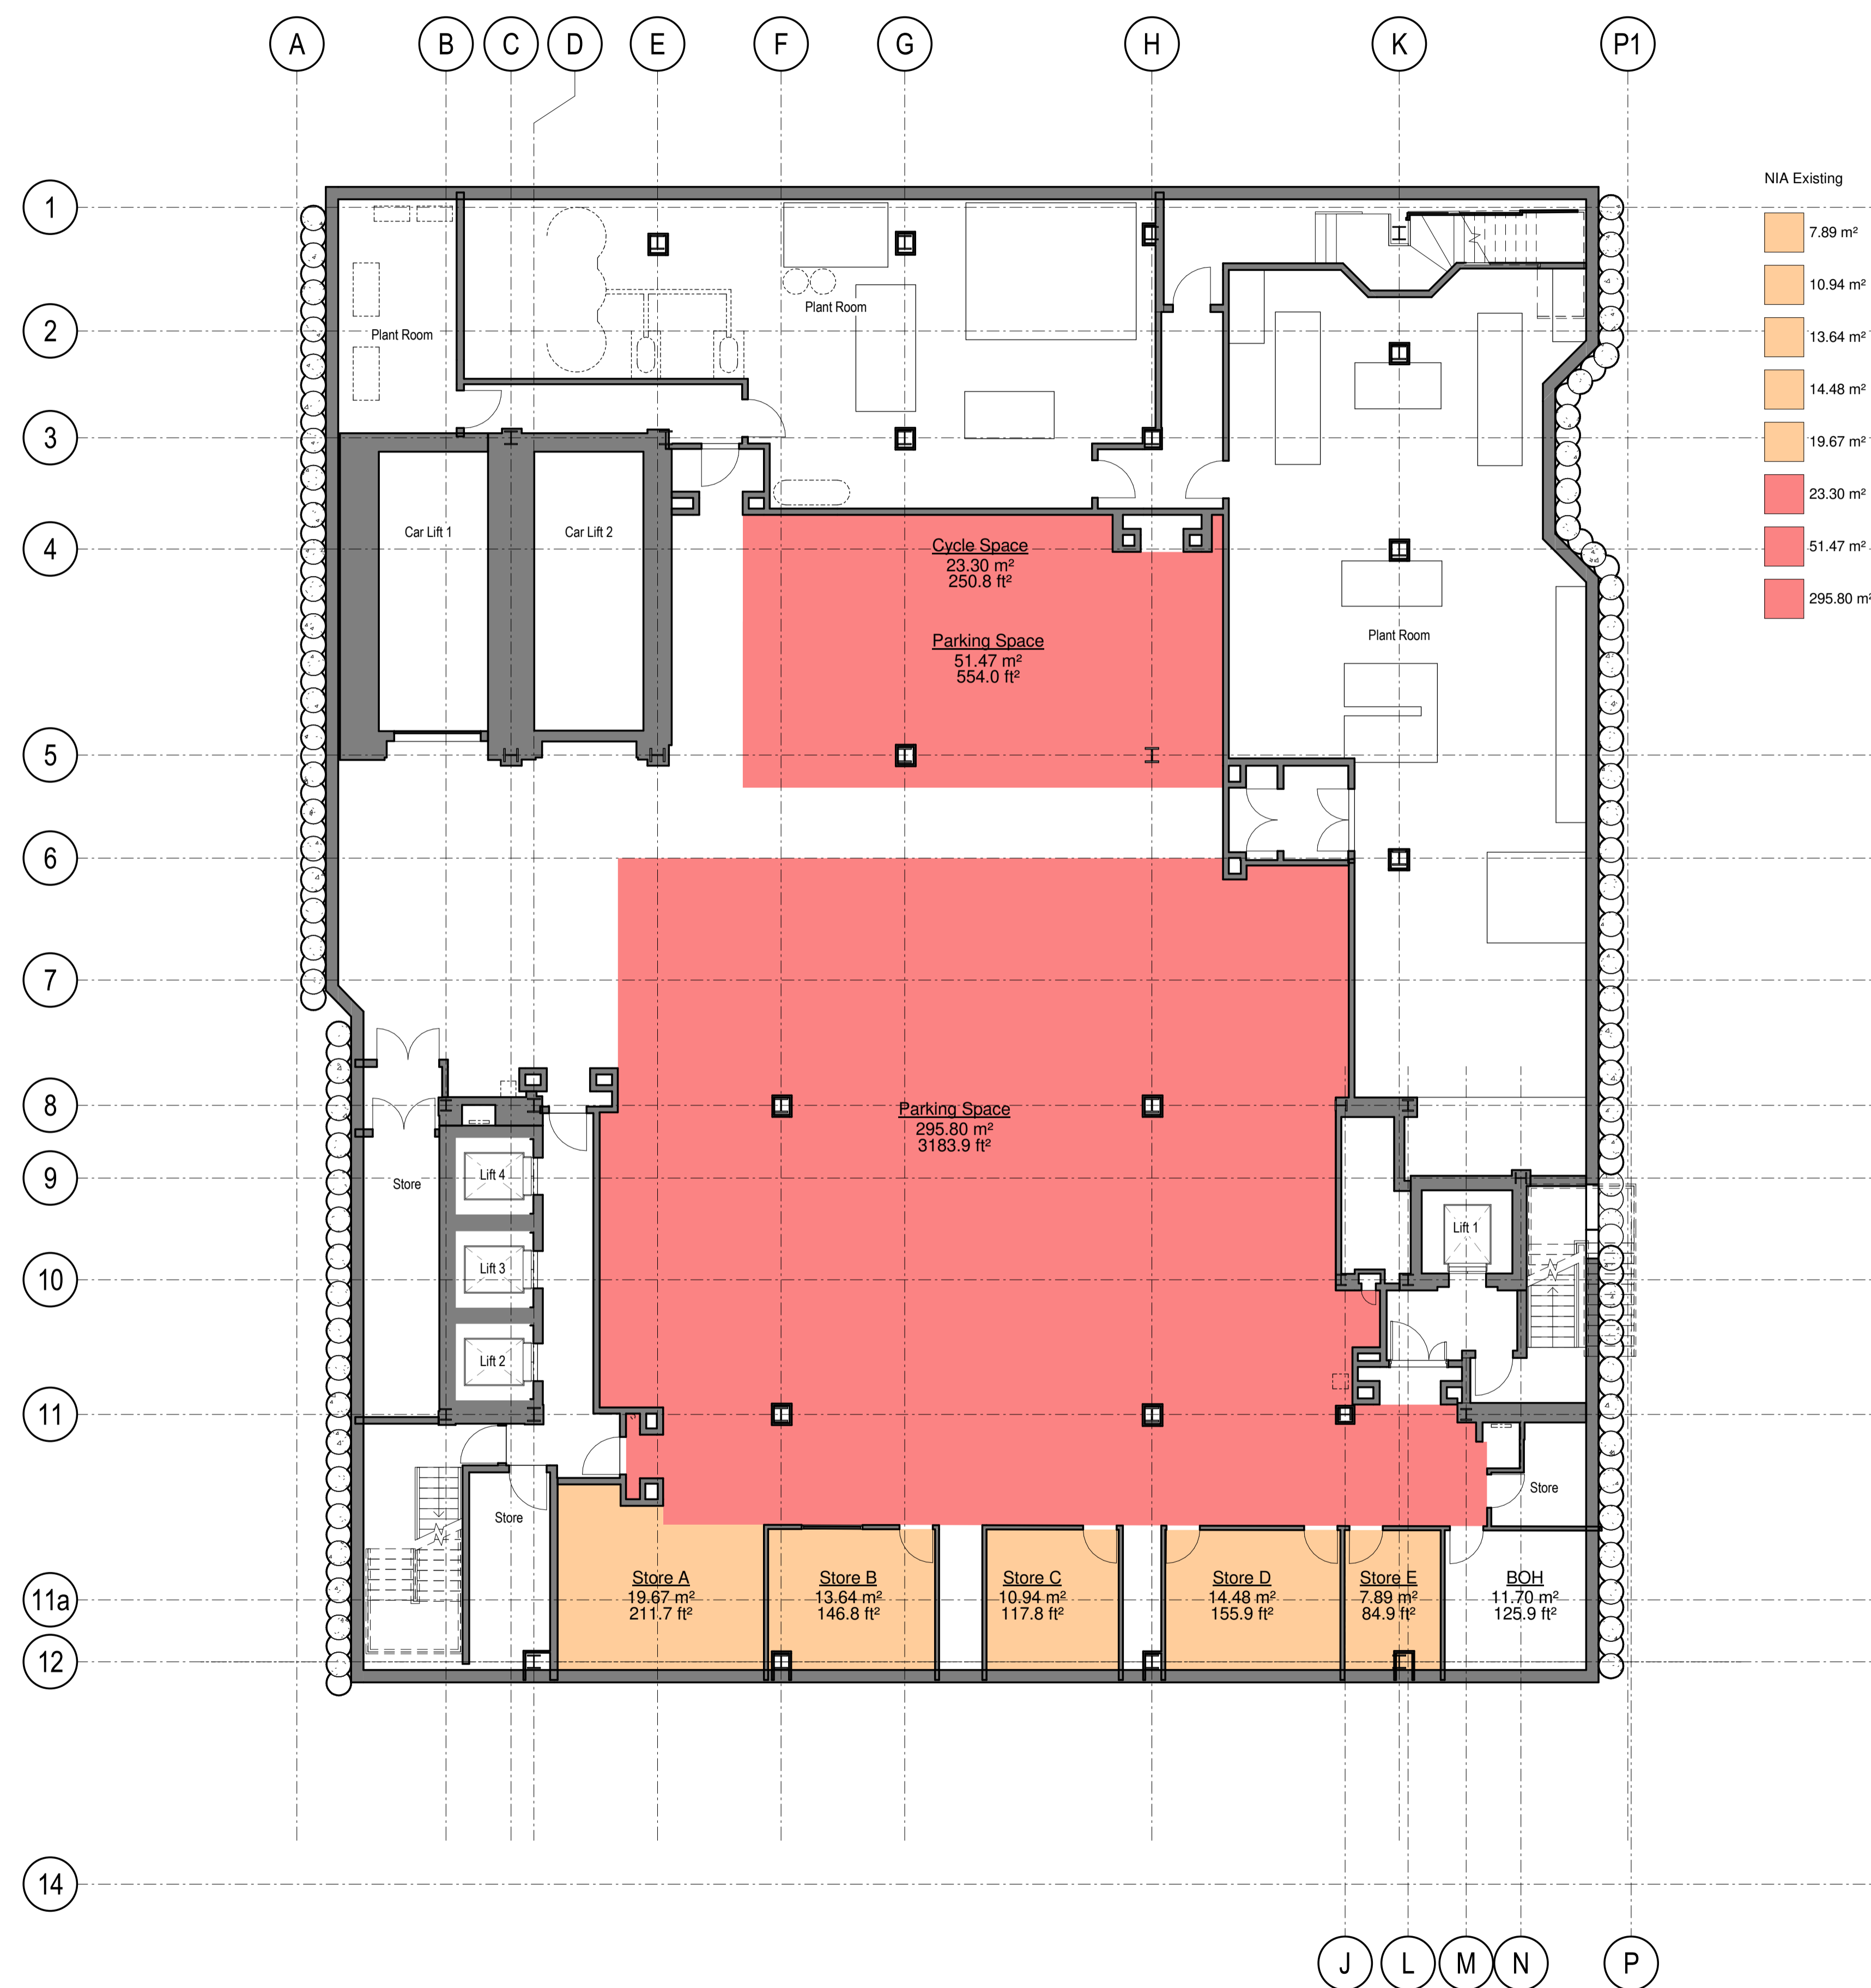 A B C D E F G H K P1
NIA Existing
7.89 m²
10.94 m²
13.64 m²
14.48 m²
19.67 m²
23.30 m²
51.47 m²
295.80 m²
1
2
3
4
5
6
7
8
9
10
11
11a
12
14
Plant Room
Plant Room
Car Lift 1
Car Lift 2
Cycle Space
23.30 m²
250.8 ft²
Parking Space
51.47 m²
554.0 ft²
Plant Room
Parking Space
295.80 m²
3183.9 ft²
Store
Lift 4
Lift 3
Lift 2
Lift 1
Store
Store
Store A
19.67 m²
211.7 ft²
Store B
13.64 m²
146.8 ft²
Store C
10.94 m²
117.8 ft²
Store D
14.48 m²
155.9 ft²
Store E
7.89 m²
84.9 ft²
BOH
11.70 m²
125.9 ft²
J L M N P